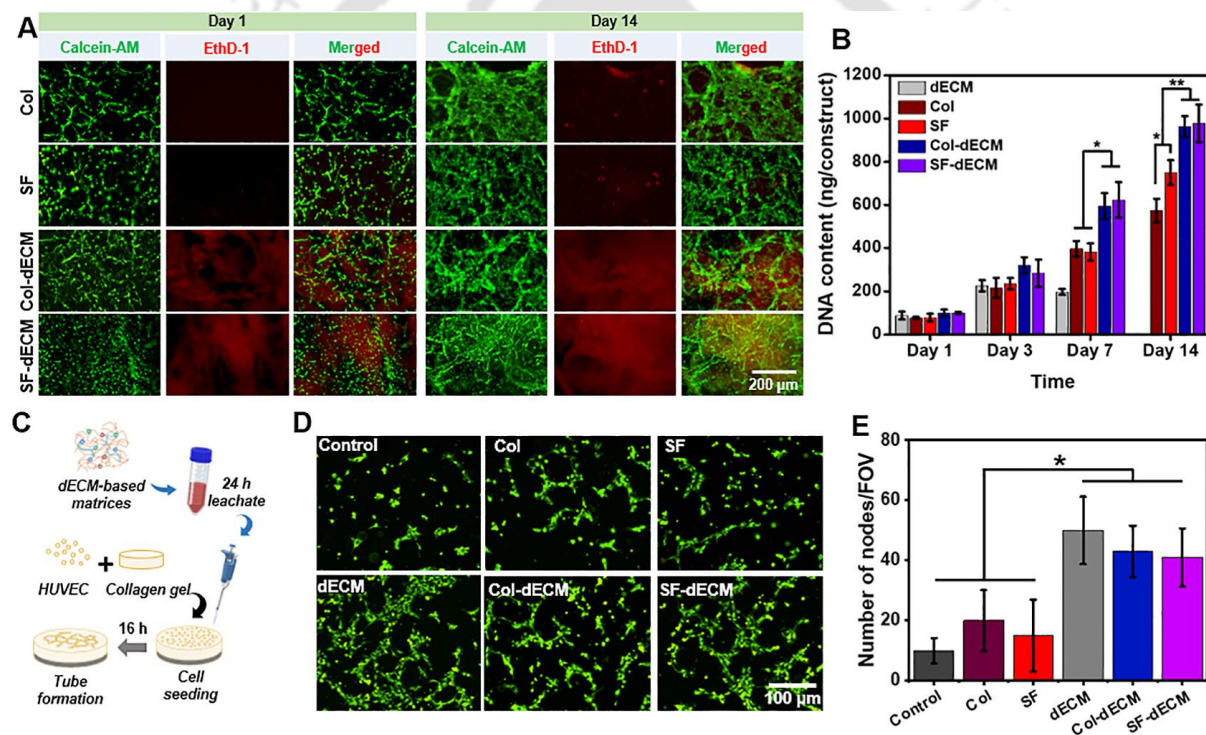 A
Day 1
Day 14
Calcein-AM
EthD-1
Merged
Calcein-AM
EthD-1
Merged
Col
SF
Col-dECM
SF-dECM
200 µm
B
1200
1000
800
600
400
200
0
DNA content (ng/construct)
dECM
Col
SF
Col-dECM
SF-dECM
*
*
**
Day 1
Day 3
Day 7
Day 14
Time
C
dECM-based
matrices
24 h
leachate
HUVEC
+
Collagen gel
16 h
Tube
formation
Cell
seeding
D
Control
Col
SF
dECM
Col-dECM
SF-dECM
100 µm
E
80
60
40
20
0
Number of nodes/FOV
*
Control
Col
SF
dECM
Col-dECM
SF-dECM